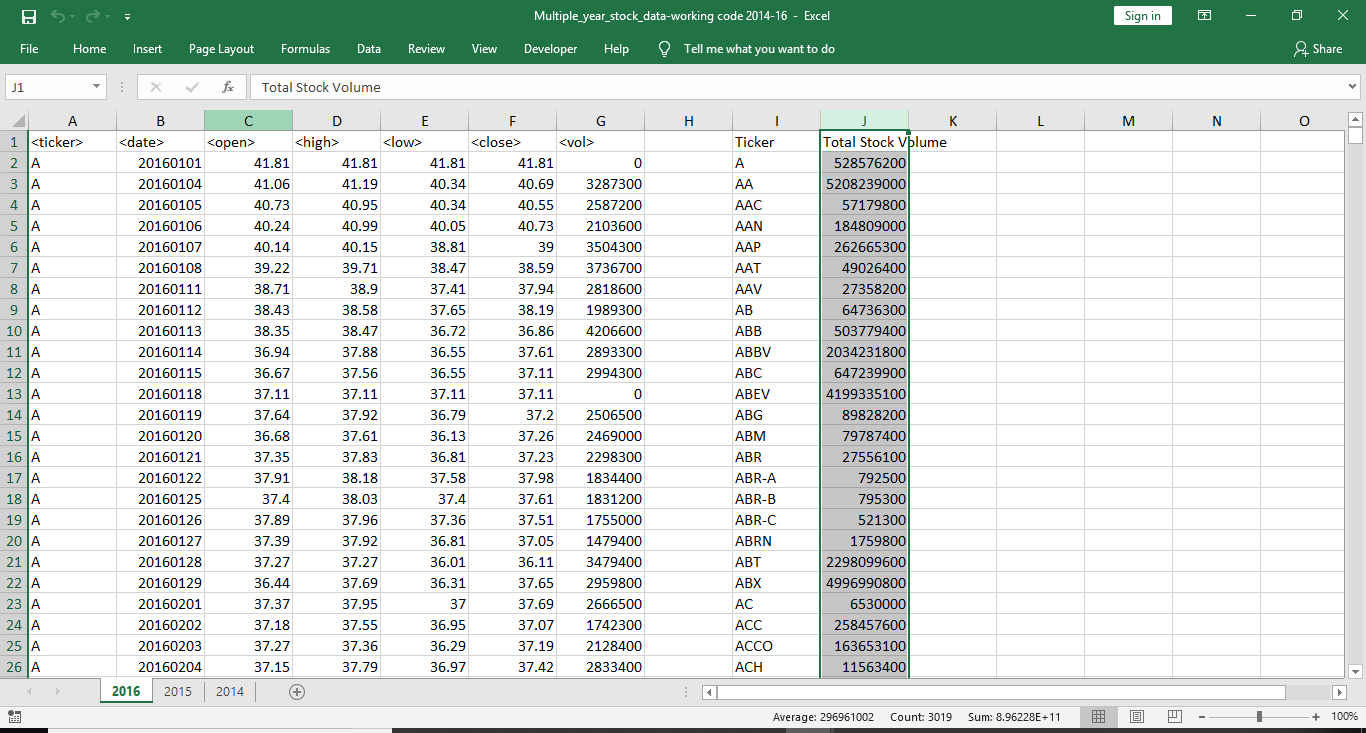 Multiple_year_stock_data-working code 2014-16 - Excel
Sign in
File Home Insert Page Layout Formulas Data Review View Developer Help Tell me what you want to do Share
J1 fx Total Stock Volume
A B C D E F G H I J K L M N O
1 <ticker> <date> <open> <high> <low> <close> <vol> Ticker Total Stock Volume
2 A 20160101 41.81 41.81 41.81 41.81 0 A 528576200
3 A 20160104 41.06 41.19 40.34 40.69 3287300 AA 5208239000
4 A 20160105 40.73 40.95 40.34 40.55 2587200 AAC 57179800
5 A 20160106 40.24 40.99 40.05 40.73 2103600 AAN 184809000
6 A 20160107 40.14 40.15 38.81 39 3504300 AAP 262665300
7 A 20160108 39.22 39.71 38.47 38.59 3736700 AAT 49026400
8 A 20160111 38.71 38.9 37.41 37.94 2818600 AAV 27358200
9 A 20160112 38.43 38.58 37.65 38.19 1989300 AB 64736300
10 A 20160113 38.35 38.47 36.72 36.86 4206600 ABB 503779400
11 A 20160114 36.94 37.88 36.55 37.61 2893300 ABBV 2034231800
12 A 20160115 36.67 37.56 36.55 37.11 2994300 ABC 647239900
13 A 20160118 37.11 37.11 37.11 37.11 0 ABEV 4199335100
14 A 20160119 37.64 37.92 36.79 37.2 2506500 ABG 89828200
15 A 20160120 36.68 37.61 36.13 37.26 2469000 ABM 79787400
16 A 20160121 37.35 37.83 36.81 37.23 2298300 ABR 27556100
17 A 20160122 37.91 38.18 37.58 37.98 1834400 ABR-A 792500
18 A 20160125 37.4 38.03 37.4 37.61 1831200 ABR-B 795300
19 A 20160126 37.89 37.96 37.36 37.51 1755000 ABR-C 521300
20 A 20160127 37.39 37.92 36.81 37.05 1479400 ABRN 1759800
21 A 20160128 37.27 37.27 36.01 36.11 3479400 ABT 2298099600
22 A 20160129 36.44 37.69 36.31 37.65 2959800 ABX 4996990800
23 A 20160201 37.37 37.95 37 37.69 2666500 AC 6530000
24 A 20160202 37.18 37.55 36.95 37.07 1742300 ACC 258457600
25 A 20160203 37.27 37.36 36.29 37.19 2128400 ACCO 163653100
26 A 20160204 37.15 37.79 36.97 37.42 2833400 ACH 11563400
2016 2015 2014
Average: 296961002 Count: 3019 Sum: 8.96228E+11 100%